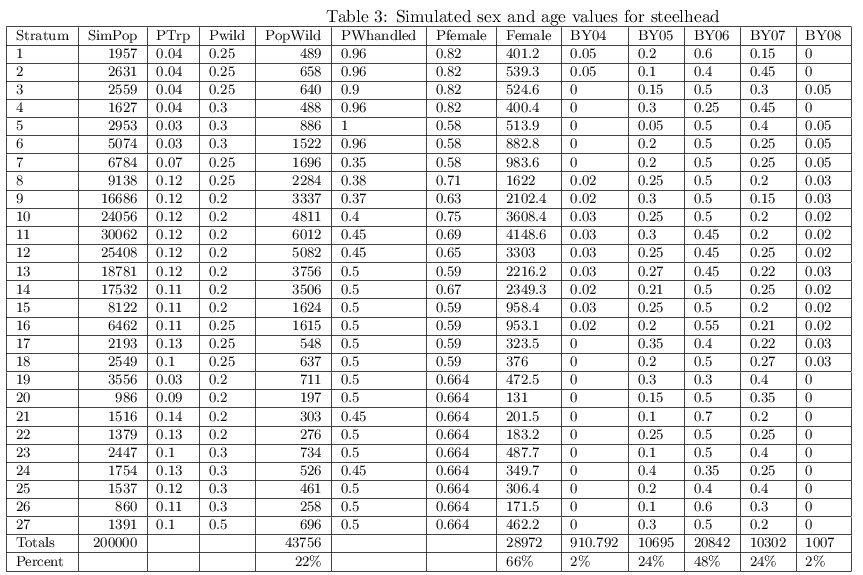 Table 3: Simulated sex and age values for steelhead
Stratum SimPop PTrp Pwild PopWild PWhandled Pfemale Female BY04 BY05 BY06 BY07 BY08
1 1957 0.04 0.25 489 0.96 0.82 401.2 0.05 0.2 0.6 0.15 0
2 2631 0.04 0.25 658 0.96 0.82 539.3 0.05 0.1 0.4 0.45 0
3 2559 0.04 0.25 640 0.9 0.82 524.6 0 0.15 0.5 0.3 0.05
4 1627 0.04 0.3 488 0.96 0.82 400.4 0 0.3 0.25 0.45 0
5 2953 0.03 0.3 886 1 0.58 513.9 0 0.05 0.5 0.4 0.05
6 5074 0.03 0.3 1522 0.96 0.58 882.8 0 0.2 0.5 0.25 0.05
7 6784 0.07 0.25 1696 0.35 0.58 983.6 0 0.2 0.5 0.25 0.05
8 9138 0.12 0.25 2284 0.38 0.71 1622 0.02 0.25 0.5 0.2 0.03
9 16686 0.12 0.2 3337 0.37 0.63 2102.4 0.02 0.3 0.5 0.15 0.03
10 24056 0.12 0.2 4811 0.4 0.75 3608.4 0.03 0.25 0.5 0.2 0.02
11 30062 0.12 0.2 6012 0.45 0.69 4148.6 0.03 0.3 0.45 0.2 0.02
12 25408 0.12 0.2 5082 0.45 0.65 3303 0.03 0.25 0.45 0.25 0.02
13 18781 0.12 0.2 3756 0.5 0.59 2216.2 0.03 0.27 0.45 0.22 0.03
14 17532 0.11 0.2 3506 0.5 0.67 2349.3 0.02 0.21 0.5 0.25 0.02
15 8122 0.11 0.2 1624 0.5 0.59 958.4 0.03 0.25 0.5 0.2 0.02
16 6462 0.11 0.25 1615 0.5 0.59 953.1 0.02 0.2 0.55 0.21 0.02
17 2193 0.13 0.25 548 0.5 0.59 323.5 0 0.35 0.4 0.22 0.03
18 2549 0.1 0.25 637 0.5 0.59 376 0 0.2 0.5 0.27 0.03
19 3556 0.03 0.2 711 0.5 0.664 472.5 0 0.3 0.3 0.4 0
20 986 0.09 0.2 197 0.5 0.664 131 0 0.15 0.5 0.35 0
21 1516 0.14 0.2 303 0.45 0.664 201.5 0 0.1 0.7 0.2 0
22 1379 0.13 0.2 276 0.5 0.664 183.2 0 0.25 0.5 0.25 0
23 2447 0.1 0.3 734 0.5 0.664 487.7 0 0.1 0.5 0.4 0
24 1754 0.13 0.3 526 0.45 0.664 349.7 0 0.4 0.35 0.25 0
25 1537 0.12 0.3 461 0.5 0.664 306.4 0 0.2 0.4 0.4 0
26 860 0.11 0.3 258 0.5 0.664 171.5 0 0.1 0.6 0.3 0
27 1391 0.1 0.5 696 0.5 0.664 462.2 0 0.3 0.5 0.2 0
Totals 200000 43756 28972 910.792 10695 20842 10302 1007
Percent 22% 66% 2% 24% 48% 24% 2%